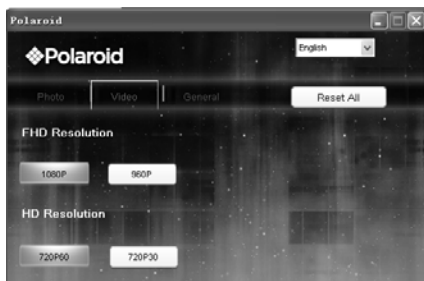 Polaroid
Polaroid
English
Photo Video General Reset All
FHD Resolution
1080P 960P
HD Resolution
720P60 720P30